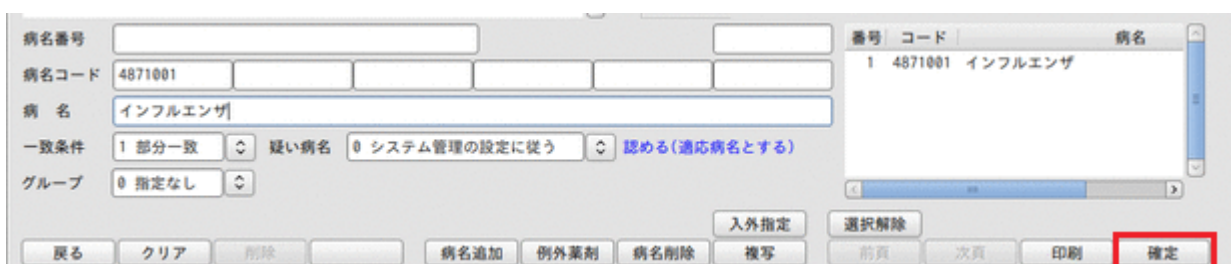 病名番号
番号 コード 病名
病名コード 4871001
1 4871001 インフルエンザ
病 名 インフルエンザ
一致条件 1 部分一致 疑い病名 0 システム管理の設定に従う 認める(適応病名とする)
グループ 0 指定なし
入外指定 選択解除
戻る クリア 削除 病名追加 例外薬剤 病名削除 複写 前頁 次頁 印刷 確定